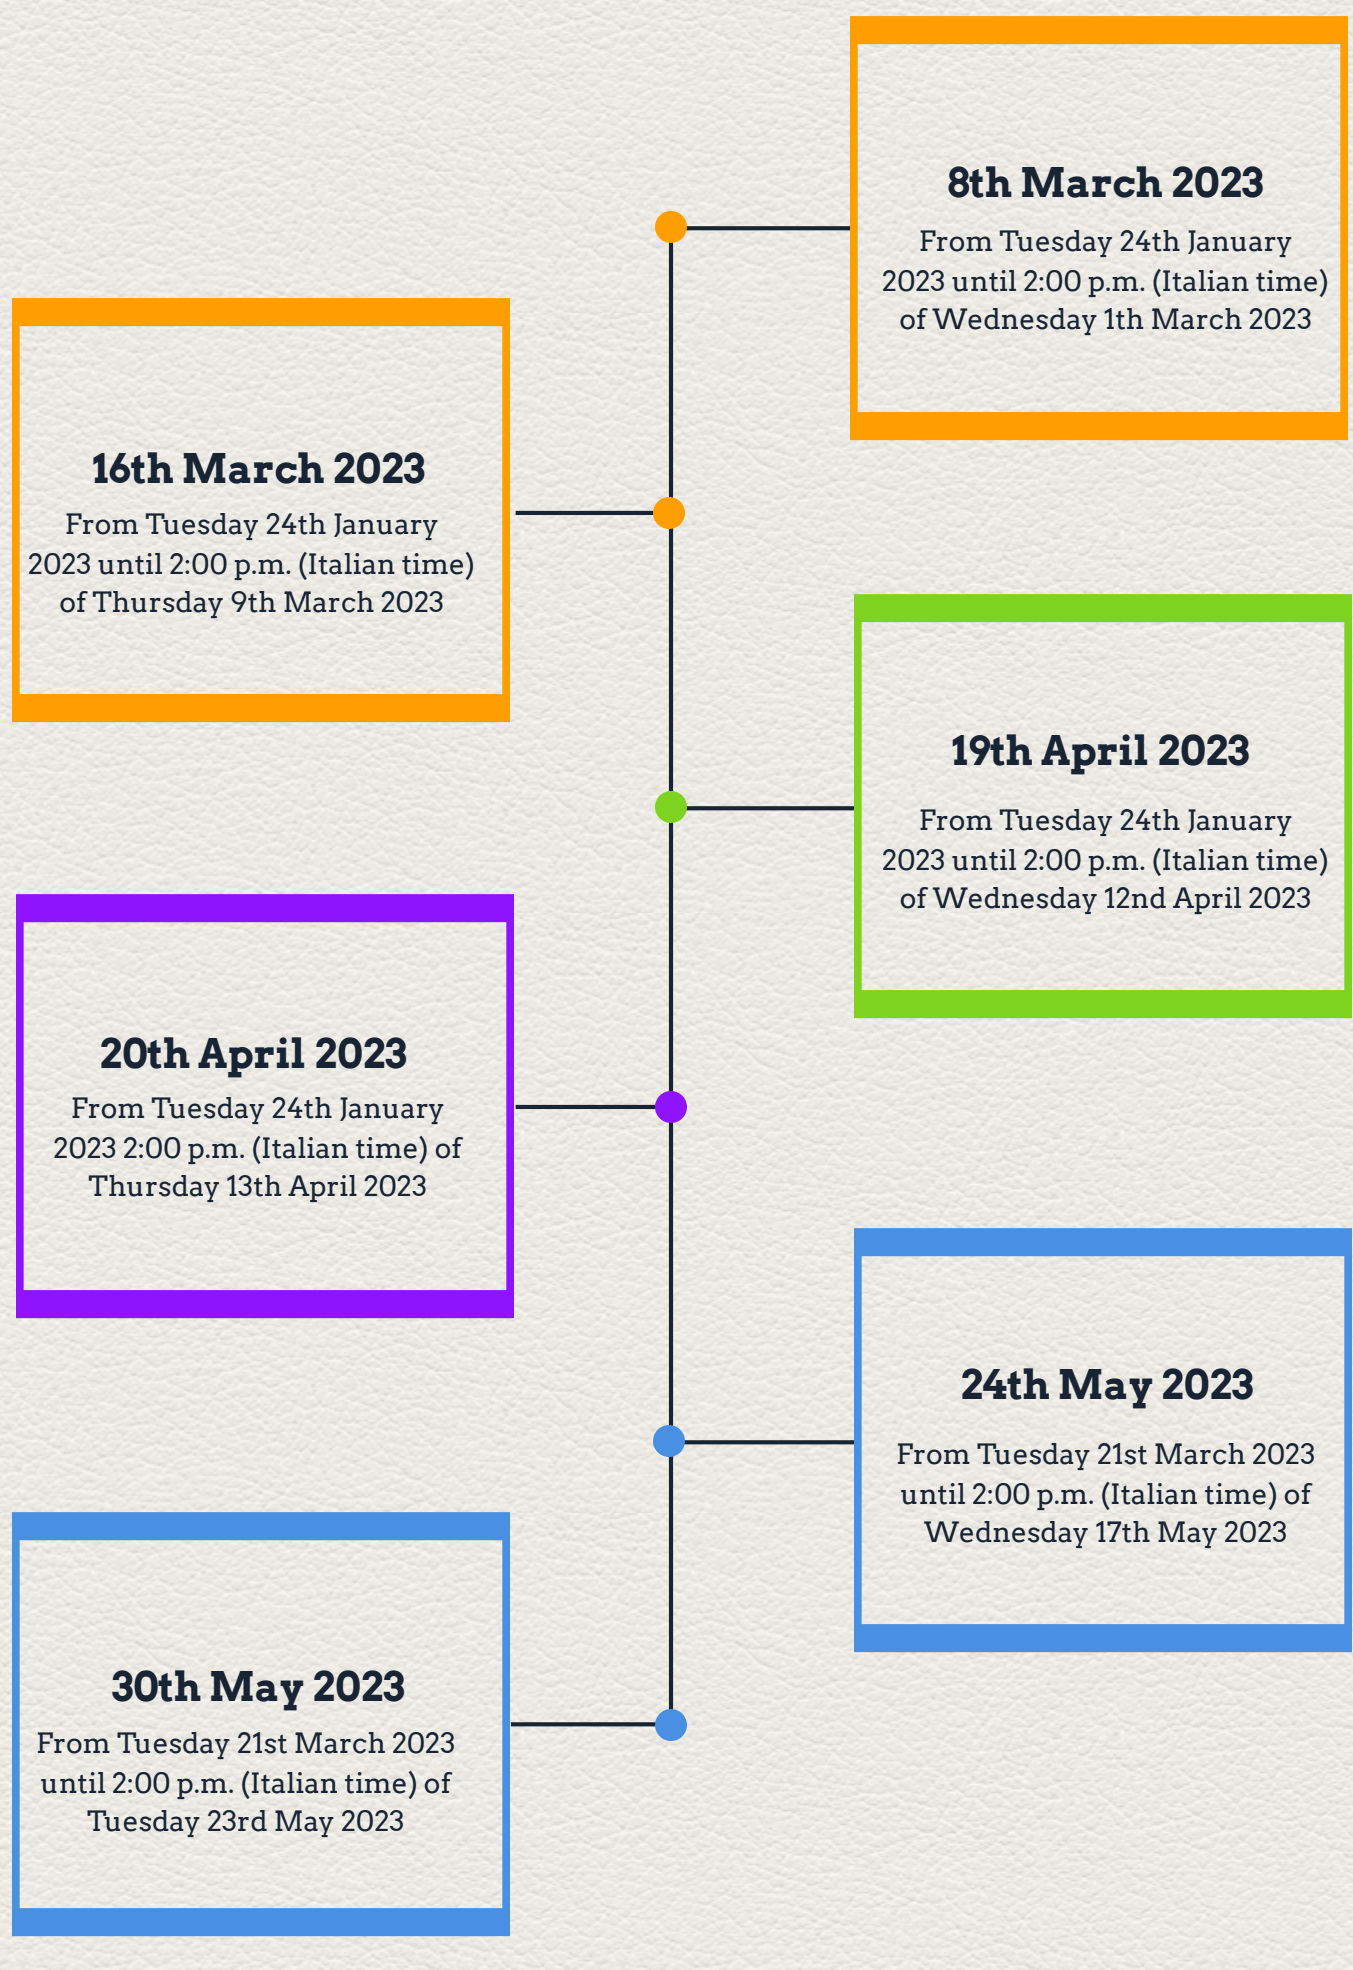 8th March 2023
From Tuesday 24th January
2023 until 2:00 p.m. (Italian time)
of Wednesday 1th March 2023
16th March 2023
From Tuesday 24th January
2023 until 2:00 p.m. (Italian time)
of Thursday 9th March 2023
19th April 2023
From Tuesday 24th January
2023 until 2:00 p.m. (Italian time)
of Wednesday 12nd April 2023
20th April 2023
From Tuesday 24th January
2023 2:00 p.m. (Italian time) of
Thursday 13th April 2023
24th May 2023
From Tuesday 21st March 2023
until 2:00 p.m. (Italian time) of
Wednesday 17th May 2023
30th May 2023
From Tuesday 21st March 2023
until 2:00 p.m. (Italian time) of
Tuesday 23rd May 2023